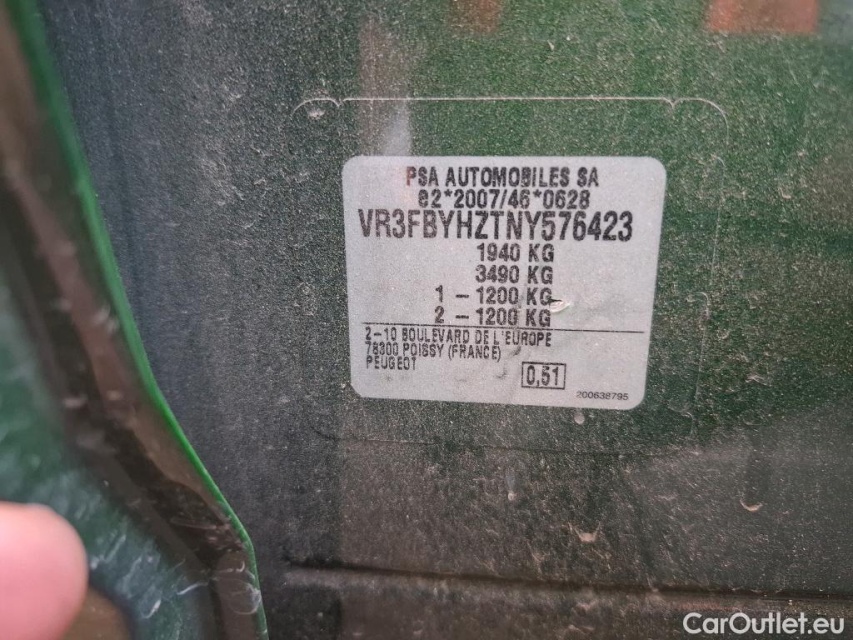 PSA AUTOMOBILES SA
e2*2007/46*0628
VR3FBYHZTNY576423
1940 KG
3490 KG
1 - 1200 KG
2 - 1200 KG
2-10 BOULEVARD DE L'EUROPE
78300 POISSY (FRANCE)
PEUGEOT
0,51
200638795
CarOutlet.eu